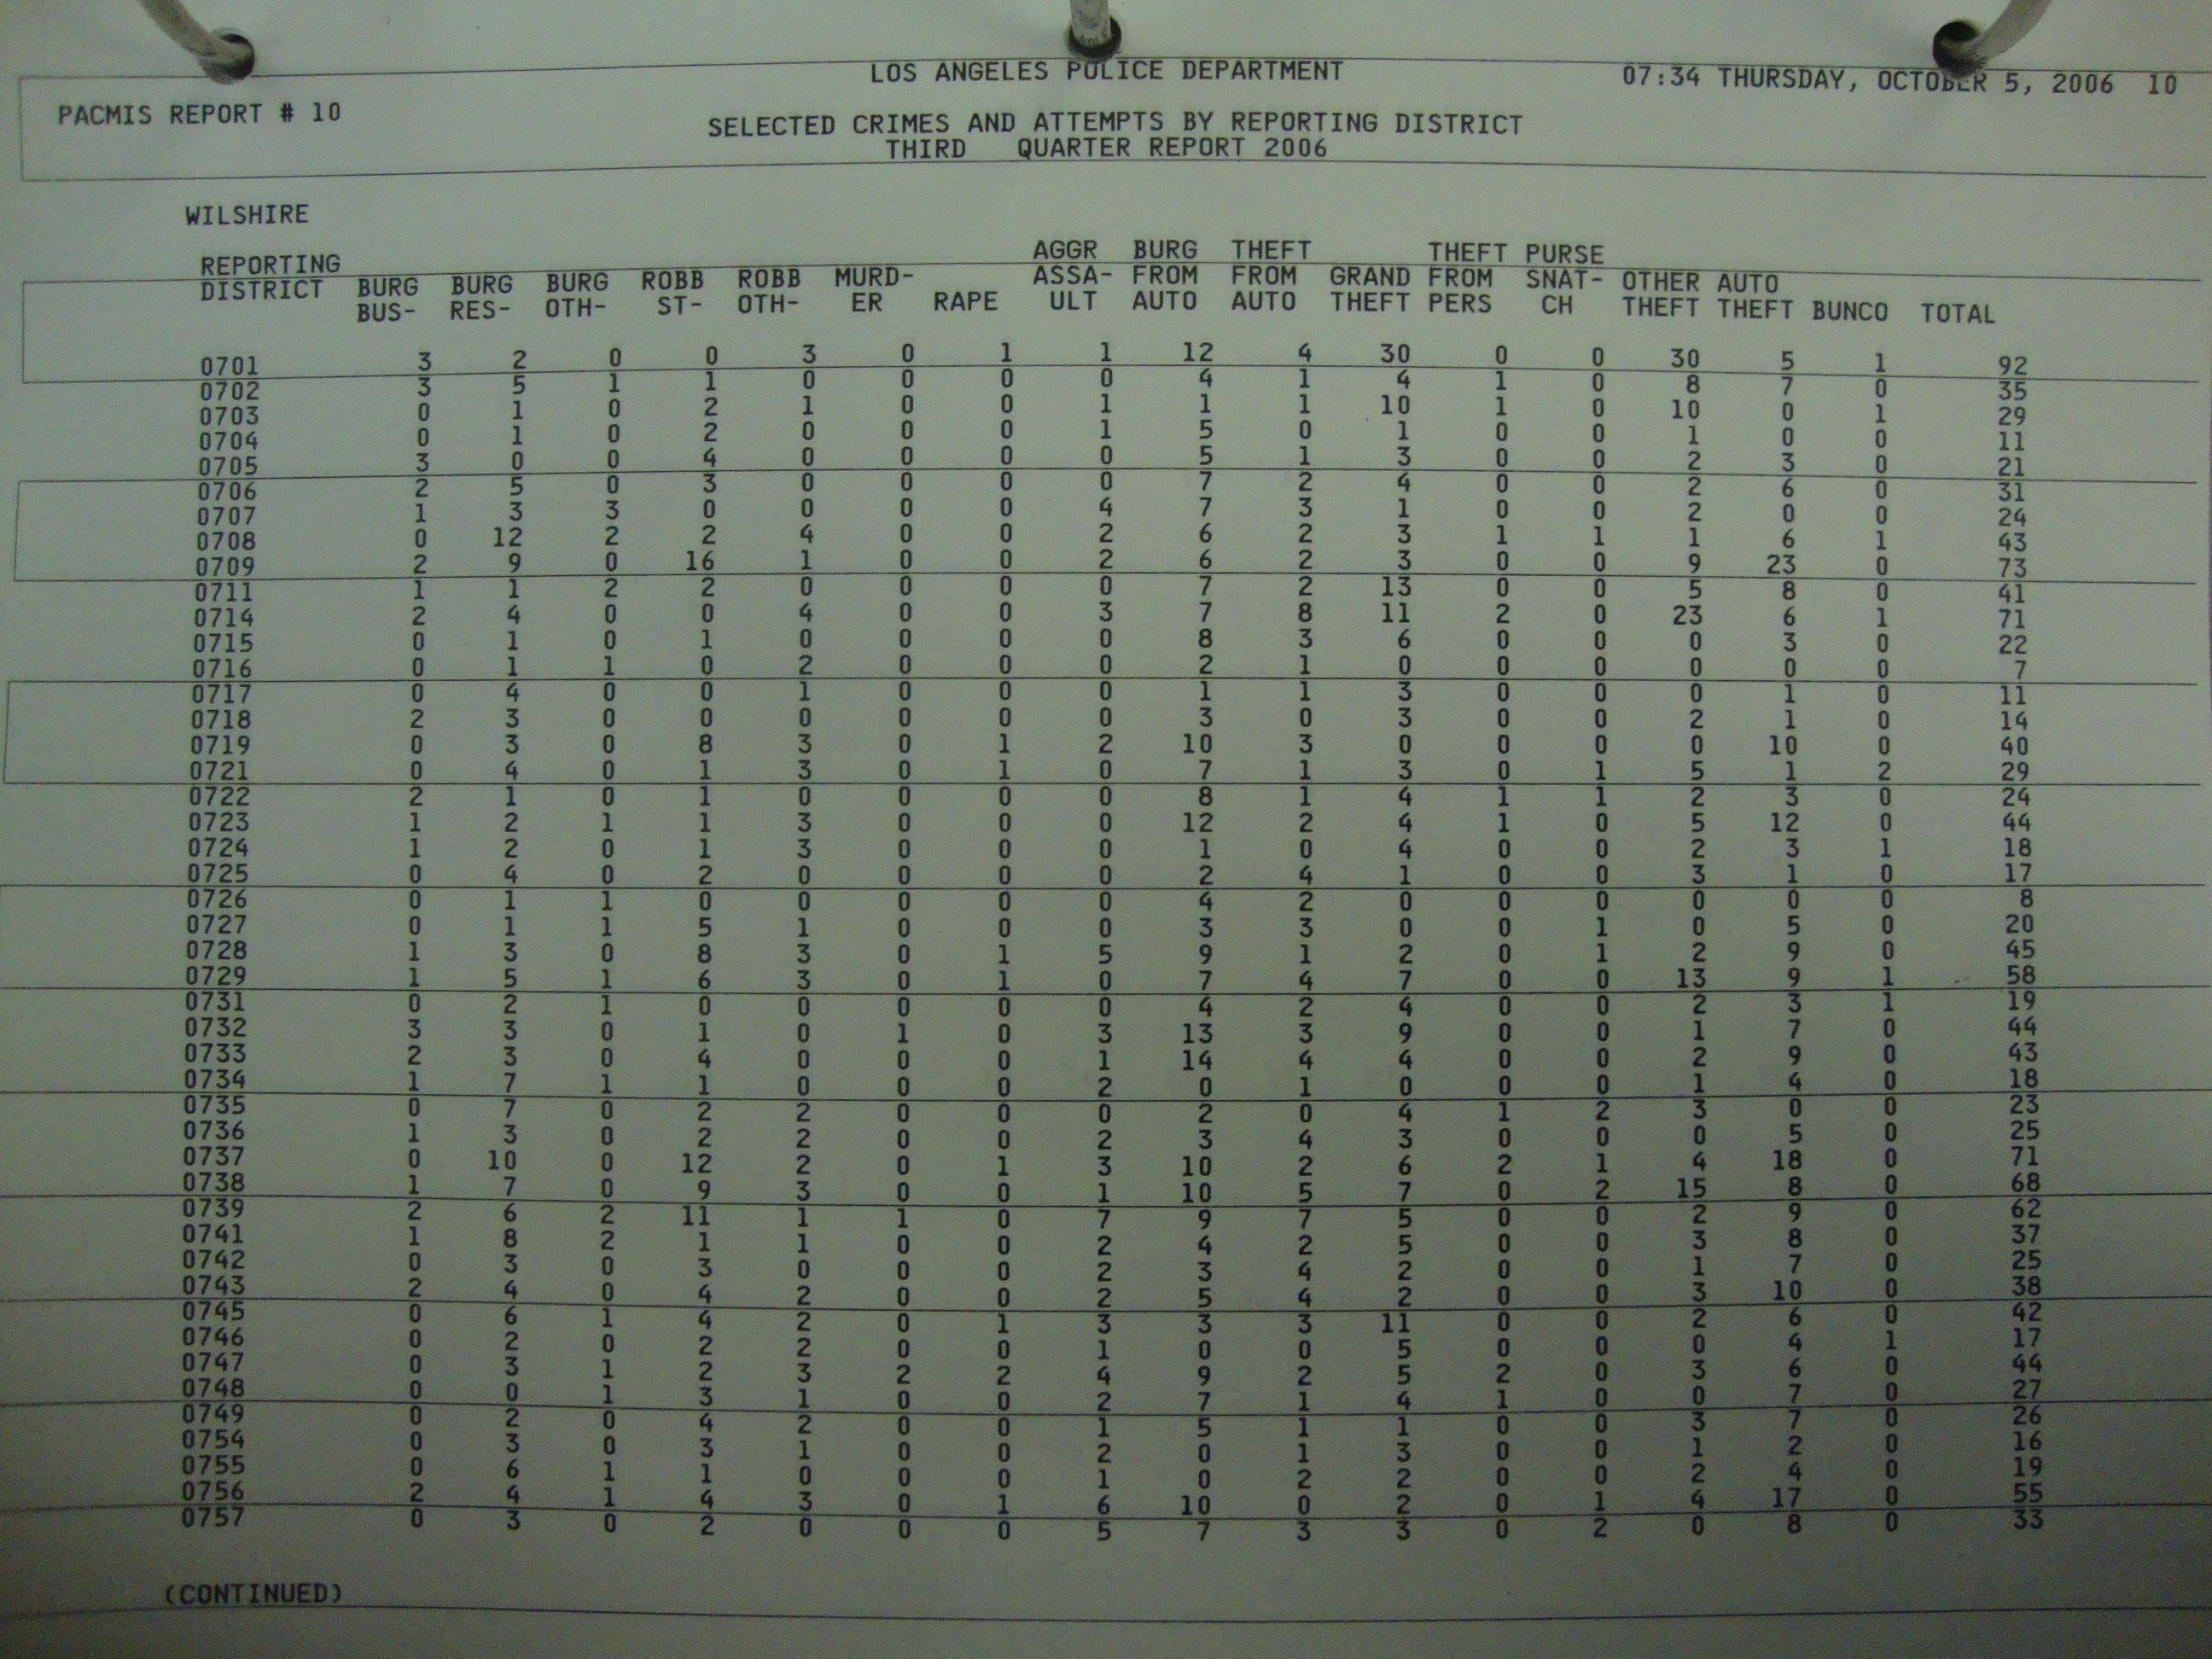 LOS ANGELES POLICE DEPARTMENT 07:34 THURSDAY, OCTOBER 5, 2006 10
PACMIS REPORT # 10
SELECTED CRIMES AND ATTEMPTS BY REPORTING DISTRICT
THIRD QUARTER REPORT 2006
WILSHIRE
AGGR BURG THEFT THEFT PURSE
REPORTING BURG BURG BURG ROBB ROBB MURD- ASSA- FROM FROM GRAND FROM SNAT- OTHER AUTO
DISTRICT BUS- RES- OTH- ST- OTH- ER RAPE ULT AUTO AUTO THEFT PERS CH THEFT THEFT BUNCO TOTAL
0701 3 2 0 0 3 0 1 1 12 4 30 0 0 30 5 1 92
0702 3 5 1 1 0 0 0 0 4 1 4 1 0 8 7 0 35
0703 0 1 0 2 1 0 0 1 1 1 10 1 0 10 0 1 29
0704 0 1 0 2 0 0 0 1 5 0 1 0 0 1 0 0 11
0705 3 0 0 4 0 0 0 0 5 1 3 0 0 2 3 0 21
0706 2 5 0 3 0 0 0 0 7 2 4 0 0 2 6 0 31
0707 1 3 3 0 0 0 0 4 7 3 1 0 0 2 0 0 24
0708 0 12 2 2 4 0 0 2 6 2 3 1 1 1 6 1 43
0709 2 9 0 16 1 0 0 2 6 2 3 0 0 9 23 0 73
0711 1 1 2 2 0 0 0 0 7 2 13 0 0 5 8 0 41
0714 2 4 0 0 4 0 0 3 7 8 11 2 0 23 6 1 71
0715 0 1 0 1 0 0 0 0 8 3 6 0 0 0 3 0 22
0716 0 1 1 0 2 0 0 0 2 1 0 0 0 0 0 0 7
0717 0 4 0 0 1 0 0 0 1 1 3 0 0 0 1 0 11
0718 2 3 0 0 0 0 0 0 3 0 3 0 0 2 1 0 14
0719 0 3 0 8 3 0 1 2 10 3 0 0 0 0 10 0 40
0721 0 4 0 1 3 0 1 0 7 1 3 0 1 5 1 2 29
0722 2 1 0 1 0 0 0 0 8 1 4 1 1 2 3 0 24
0723 1 2 1 1 3 0 0 0 12 2 4 1 0 5 12 0 44
0724 1 2 0 1 3 0 0 0 1 0 4 0 0 2 3 1 18
0725 0 4 0 2 0 0 0 0 2 4 1 0 0 3 1 0 17
0726 0 1 1 0 0 0 0 0 4 2 0 0 0 0 0 0 8
0727 0 1 1 5 1 0 0 0 3 3 0 0 1 0 5 0 20
0728 1 3 0 8 3 0 1 5 9 1 2 0 1 2 9 0 45
0729 1 5 1 6 3 0 1 0 7 4 7 0 0 13 9 1 58
0731 0 2 1 0 0 0 0 0 4 2 4 0 0 2 3 1 19
0732 3 3 0 1 0 1 0 3 13 3 9 0 0 1 7 0 44
0733 2 3 0 4 0 0 0 1 14 4 4 0 0 2 9 0 43
0734 1 7 1 1 0 0 0 2 0 1 0 0 0 1 4 0 18
0735 0 7 0 2 2 0 0 0 2 0 4 1 2 3 0 0 23
0736 1 3 0 2 2 0 0 2 3 4 3 0 0 0 5 0 25
0737 0 10 0 12 2 0 1 3 10 2 6 2 1 4 18 0 71
0738 1 7 0 9 3 0 0 1 10 5 7 0 2 15 8 0 68
0739 2 6 2 11 1 1 0 7 9 7 5 0 0 2 9 0 62
0741 1 8 2 1 1 0 0 2 4 2 5 0 0 3 8 0 37
0742 0 3 0 3 0 0 0 2 3 4 2 0 0 1 7 0 25
0743 2 4 0 4 2 0 0 2 5 4 2 0 0 3 10 0 38
0745 0 6 1 4 2 0 1 3 3 3 11 0 0 2 6 0 42
0746 0 2 0 2 2 0 0 1 0 0 5 0 0 0 4 1 17
0747 0 3 1 2 3 2 2 4 9 2 5 2 0 3 6 0 44
0748 0 0 1 3 1 0 0 2 7 1 4 1 0 0 7 0 27
0749 0 2 0 4 2 0 0 1 5 1 1 0 0 3 7 0 26
0754 0 3 0 3 1 0 0 2 0 1 3 0 0 1 2 0 16
0755 0 6 1 1 0 0 0 1 0 2 2 0 0 2 4 0 19
0756 2 4 1 4 3 0 1 6 10 0 2 0 1 4 17 0 55
0757 0 3 0 2 0 0 0 5 7 3 3 0 2 0 8 0 33
(CONTINUED)